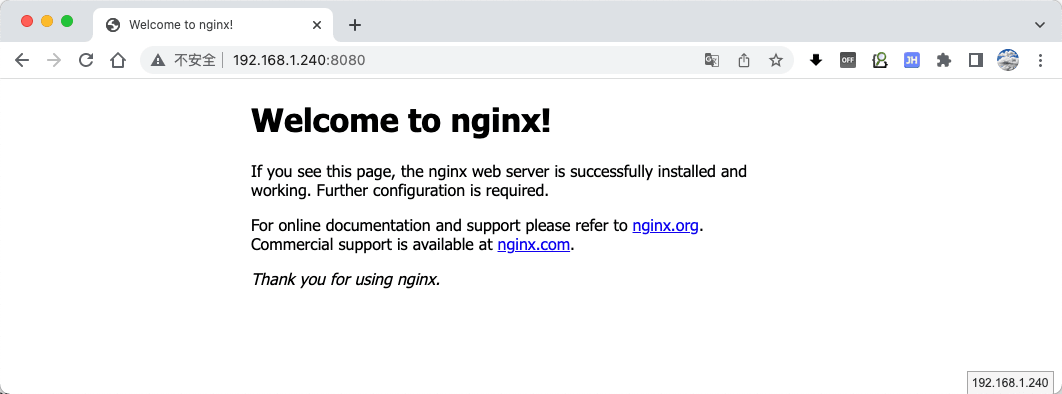 Welcome to nginx!
不安全 192.168.1.240:8080
OFF
JH
Welcome to nginx!
If you see this page, the nginx web server is successfully installed and
working. Further configuration is required.
For online documentation and support please refer to nginx.org.
Commercial support is available at nginx.com.
Thank you for using nginx.
192.168.1.240